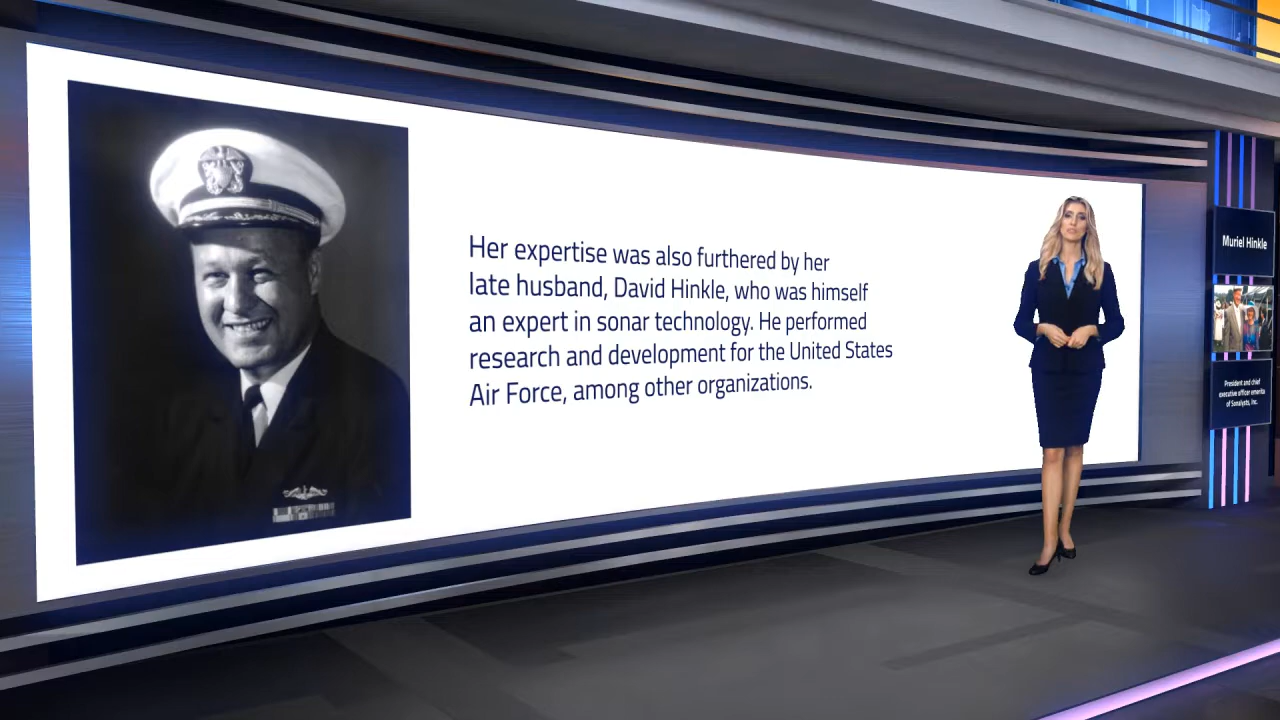 Her expertise was also furthered by her
late husband, David Hinkle, who was himself
an expert in sonar technology. He performed
research and development for the United States
Air Force, among other organizations.
Muriel Hinkle
President and chief
executive officer emerita
of Sonalysts, Inc.